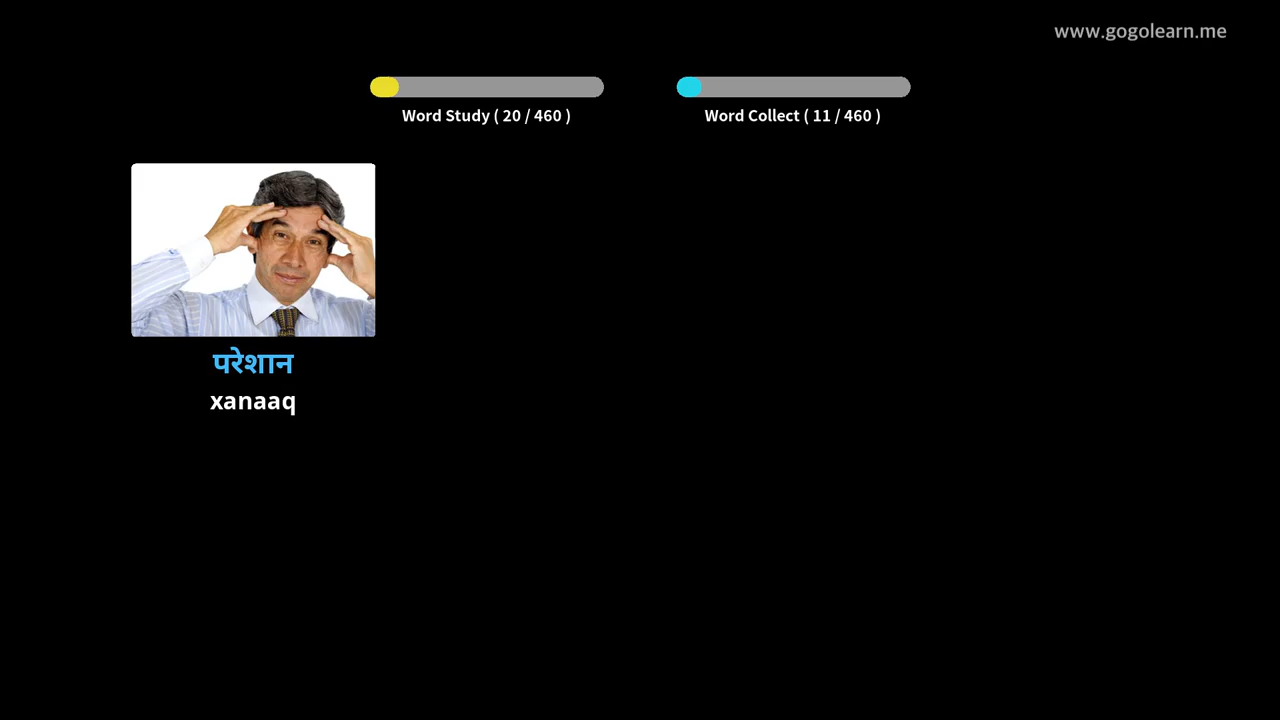 www.gogolearn.me
Word Study ( 20 / 460 )
Word Collect ( 11 / 460 )
परेशान
xanaaq